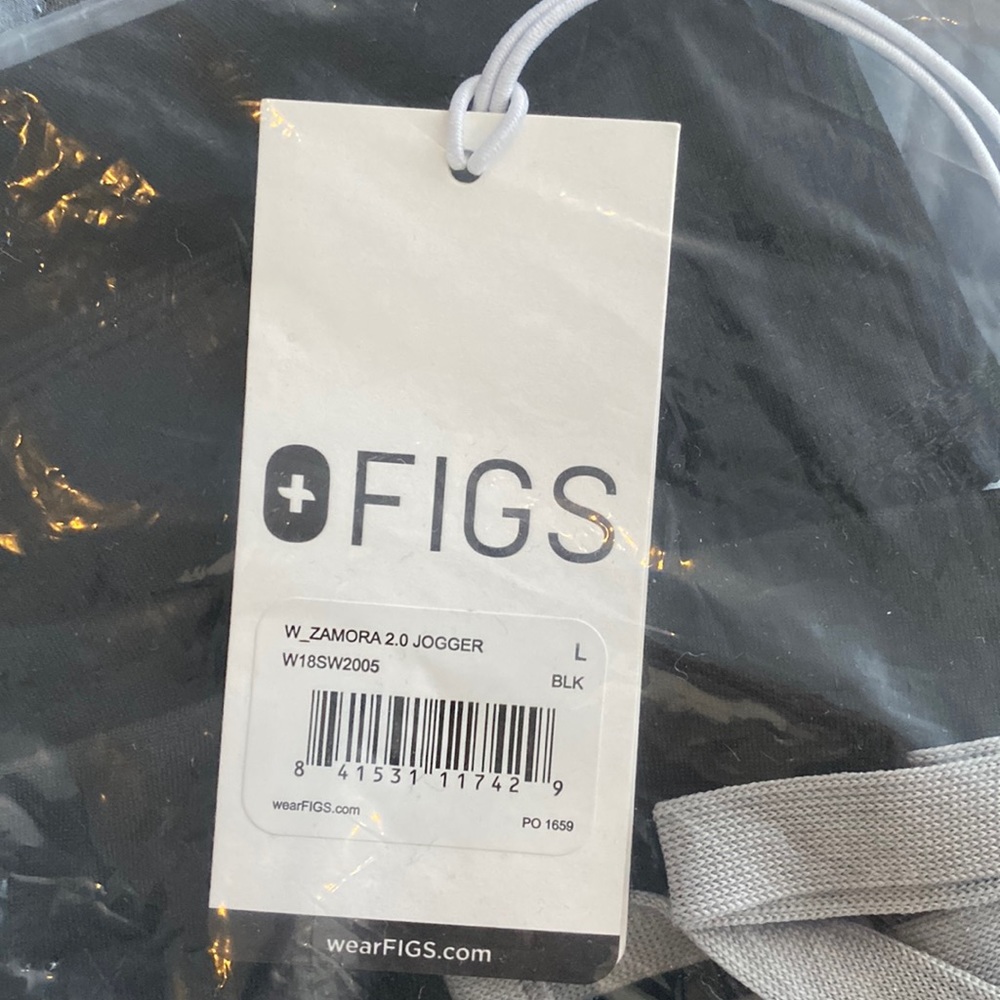 FIGS
W_ZAMORA 2.0 JOGGER L
W18SW2005 BLK
8 41531 11742 9
wearFIGS.com PO 1659
wearFIGS.com